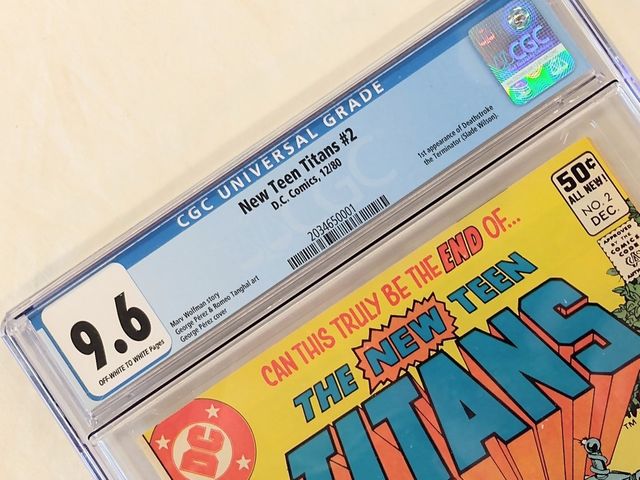 CGC UNIVERSAL GRADE
CGC
New Teen Titans #2
D.C. Comics, 12/80
1st appearance of Deathstroke
the Terminator (Slade Wilson).
2034650001
9.6
OFF-WHITE TO WHITE Pages
Marv Wolfman story
George Pérez & Romeo Tanghal art
George Pérez cover
50¢
ALL NEW!
NO. 2
DEC.
APPROVED
BY THE
COMICS
CODE
CAN THIS TRULY BE THE END OF...
THE NEW TEEN
TITANS
TM
DC